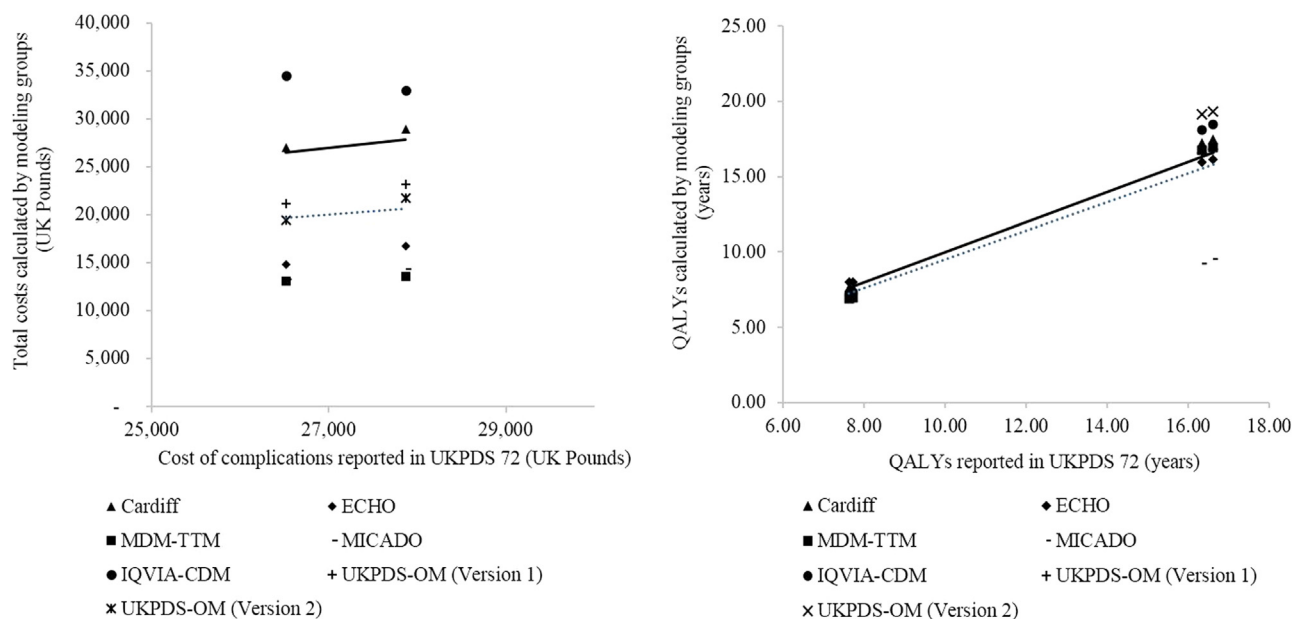 Total costs calculated by modeling groups
(UK Pounds)
40,000
35,000
30,000
25,000
20,000
15,000
10,000
5,000
-
25,000 27,000 29,000
Cost of complications reported in UKPDS 72 (UK Pounds)
Cardiff ECHO
MDM-TTM MICADO
IQVIA-CDM UKPDS-OM (Version 1)
UKPDS-OM (Version 2)
QALYs calculated by modeling groups
(years)
25.00
20.00
15.00
10.00
5.00
0.00
6.00 8.00 10.00 12.00 14.00 16.00 18.00
QALYs reported in UKPDS 72 (years)
Cardiff ECHO
MDM-TTM MICADO
IQVIA-CDM UKPDS-OM (Version 1)
UKPDS-OM (Version 2)